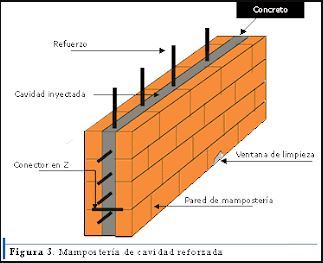 Concreto
Refuerzo
Cavidad inyectada
Conector en Z
Ventana de limpieza
Pared de mampostería
Figura 3. Mampostería de cavidad reforzada